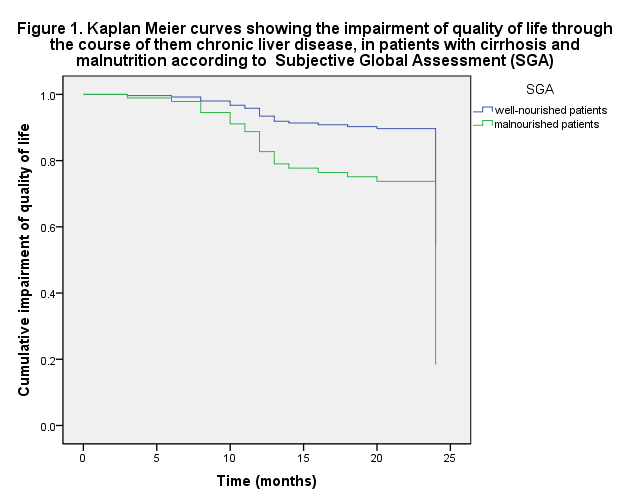 Figure 1. Kaplan Meier curves showing the impairment of quality of life through
the course of them chronic liver disease, in patients with cirrhosis and
malnutrition according to  Subjective Global Assessment (SGA)
SGA
well-nourished patients
malnourished patients
Cumulative impairment of quality of life
1.0
0.8
0.6
0.4
0.2
0.0
0 5 10 15 20 25
Time (months)